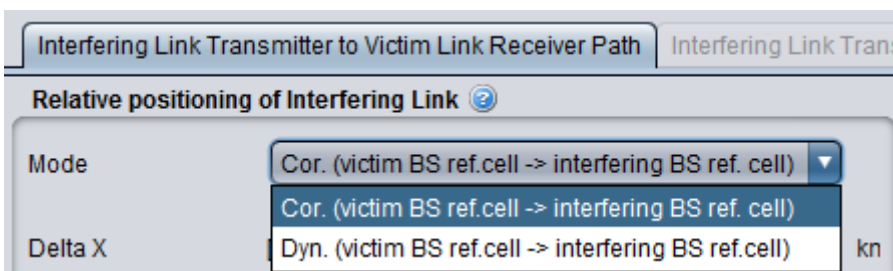 Interfering Link Transmitter to Victim Link Receiver Path Interfering Link Tran
Relative positioning of Interfering Link
Mode Cor. (victim BS ref.cell -> interfering BS ref. cell)
Cor. (victim BS ref.cell -> interfering BS ref. cell)
Delta X Dyn. (victim BS ref.cell -> interfering BS ref.cell) kn